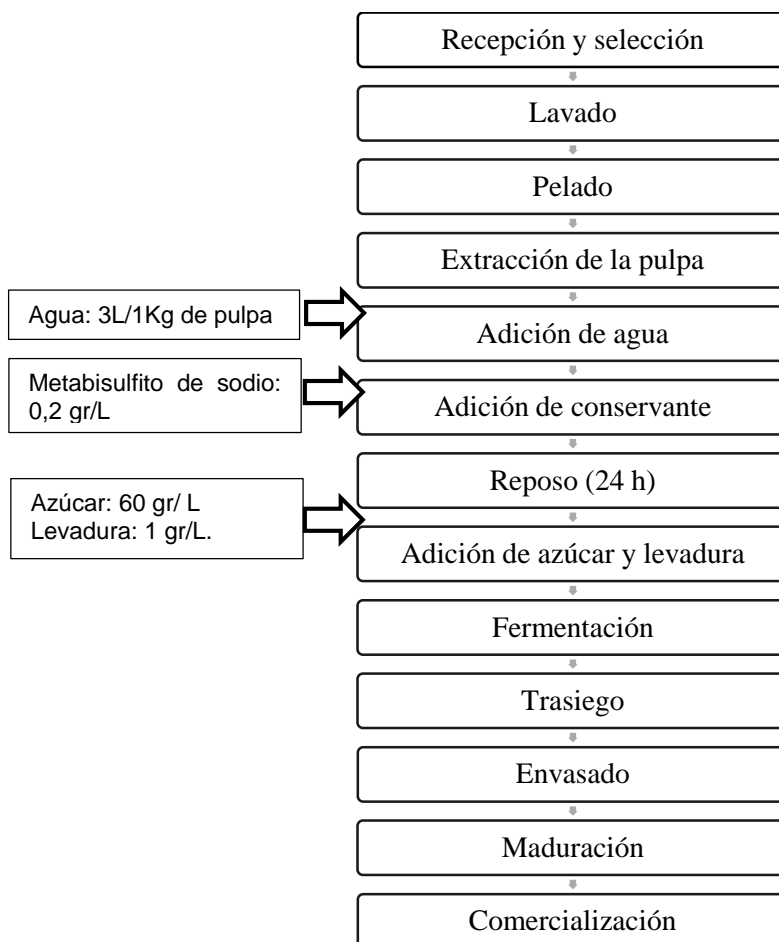 Recepción y selección
Lavado
Pelado
Extracción de la pulpa
Agua: 3L/1Kg de pulpa
Adición de agua
Metabisulfito de sodio:
0,2 gr/L
Adición de conservante
Reposo (24 h)
Azúcar: 60 gr/ L
Levadura: 1 gr/L.
Adición de azúcar y levadura
Fermentación
Trasiego
Envasado
Maduración
Comercialización